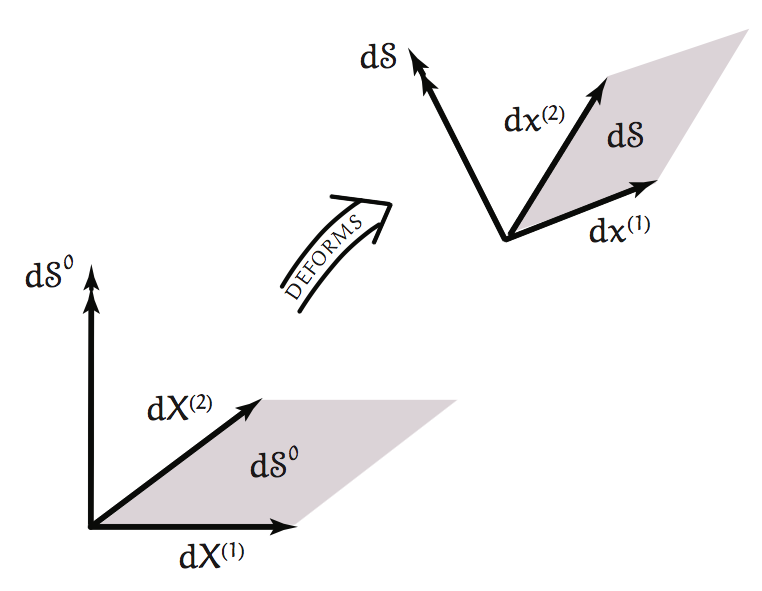 dS
dx⁽²⁾
dS
dx⁽¹⁾
DEFORMS
dS⁰
dX⁽²⁾
dS⁰
dX⁽¹⁾